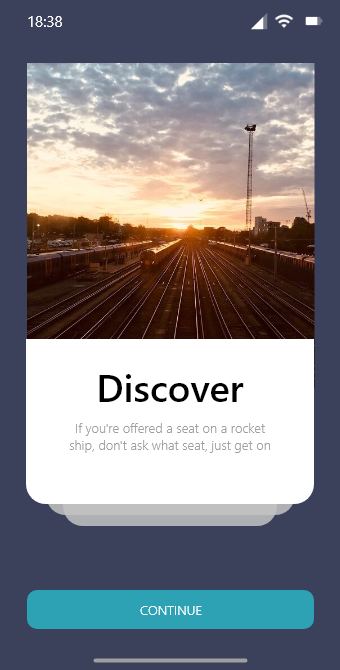 18:38
Discover
If you're offered a seat on a rocket
ship, don't ask what seat, just get on
CONTINUE